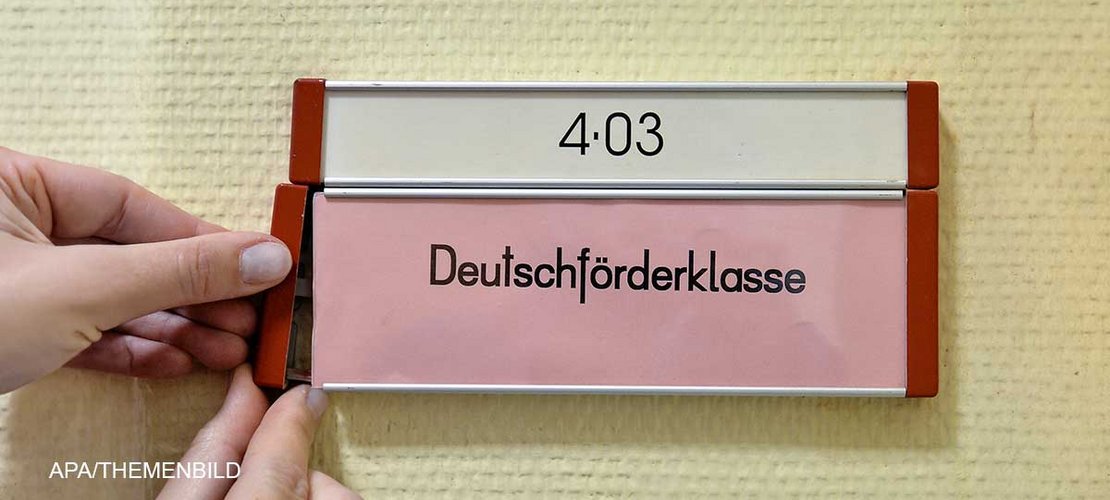 4·03
Deutschförderklasse
APA/THEMENBILD